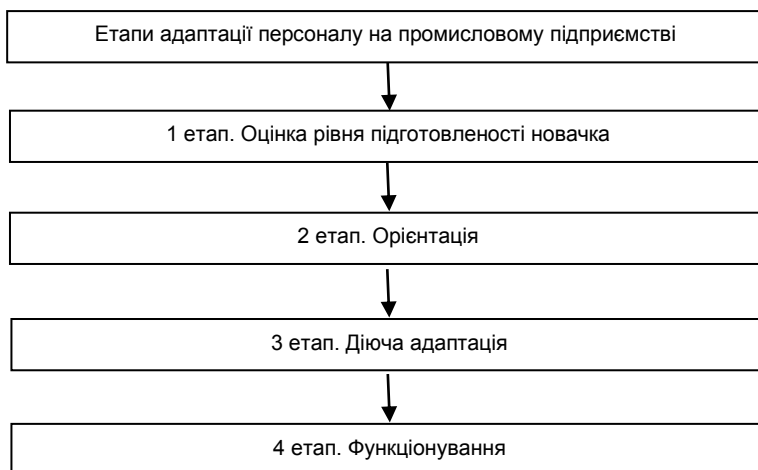 Етапи адаптації персоналу на промисловому підприємстві
1 етап. Оцінка рівня підготовленості новачка
2 етап. Орієнтація
3 етап. Діюча адаптація
4 етап. Функціонування